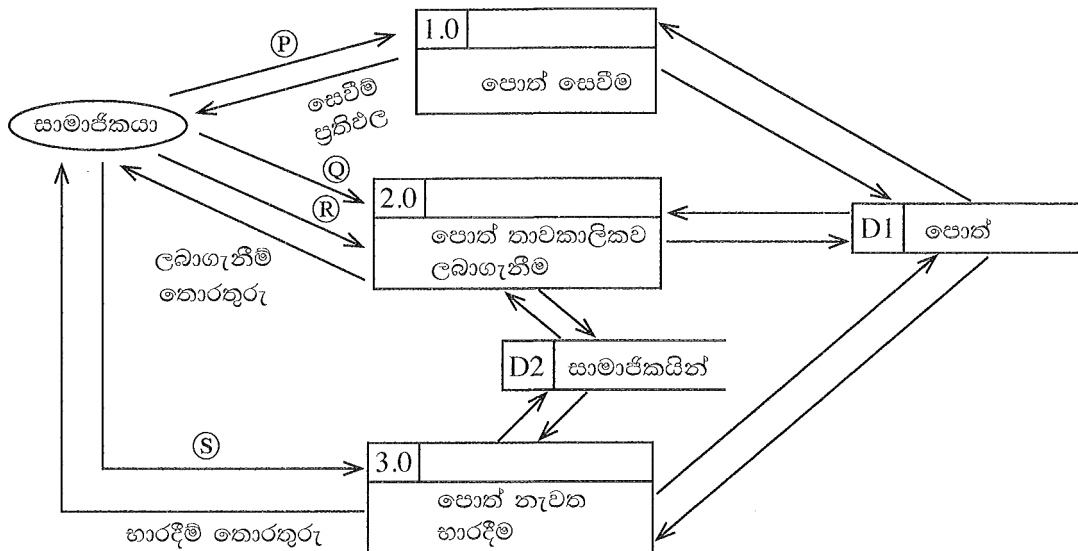 Ⓟ
1.0
පොත් සෙවීම
සෙවීම්
ප්‍රතිඵල
සාමාජිකයා
Ⓠ
Ⓡ
2.0
පොත් තාවකාලිකව
ලබාගැනීම
D1 පොත්
ලබාගැනීම්
තොරතුරු
D2 සාමාජිකයින්
Ⓢ
3.0
පොත් නැවත
භාරදීම
භාරදීම් තොරතුරු